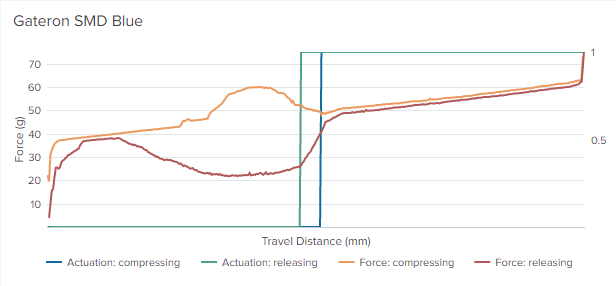 Gateron SMD Blue
70
60
50
40
30
20
10
Force (g)
1
0.5
Travel Distance (mm)
Actuation: compressing
Actuation: releasing
Force: compressing
Force: releasing